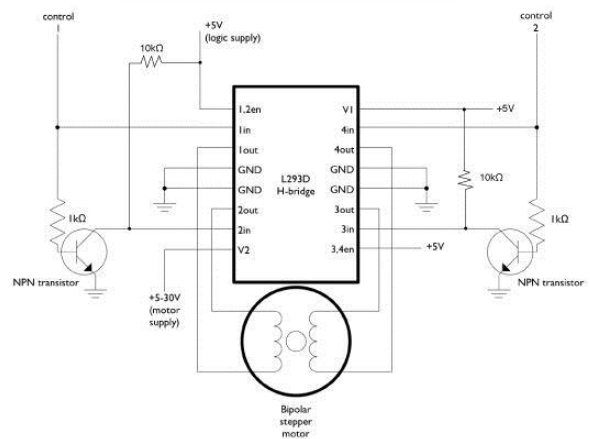 control
1
control
2
+5V
(logic supply)
10kΩ
1,2en
1in
1out
GND
GND
2out
2in
V2
L293D
H-bridge
V1
4in
4out
GND
GND
3out
3in
3,4en
+5V
10kΩ
+5V
1kΩ
1kΩ
NPN transistor
NPN transistor
+5-30V
(motor
supply)
Bipolar
stepper
motor